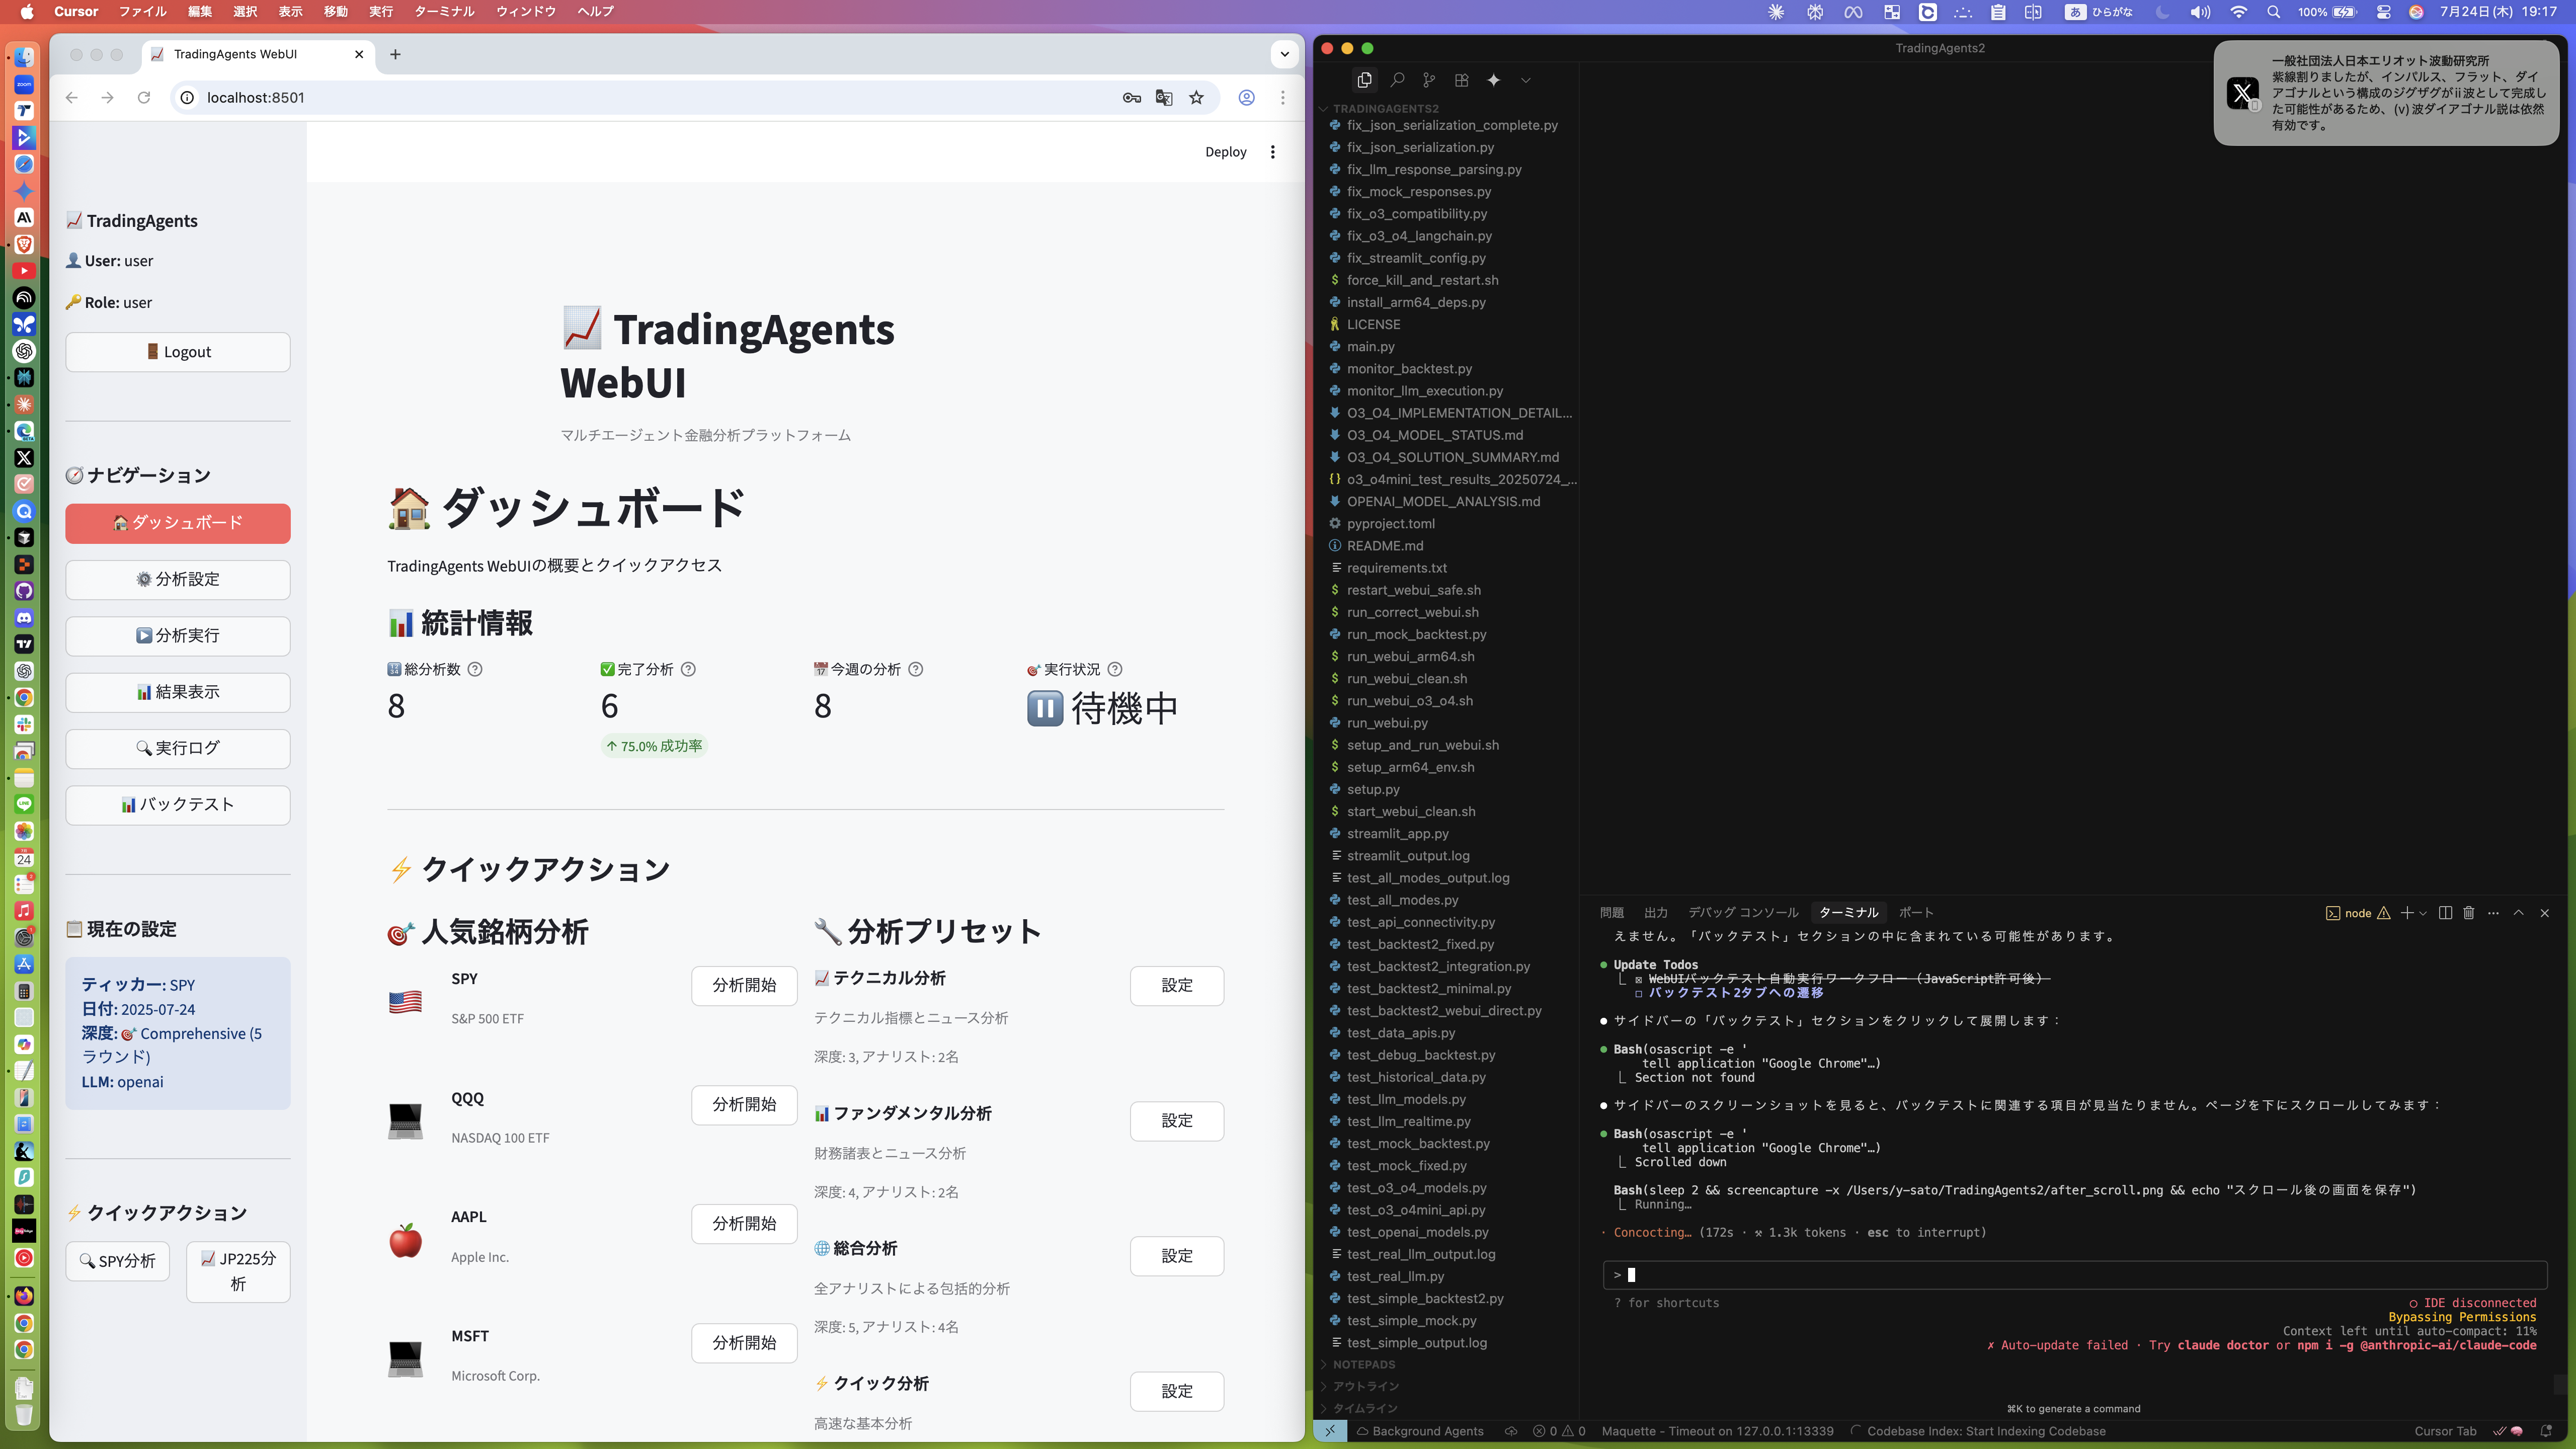 Cursor ファイル 編集 選択 表示 移動 実行 ターミナル ウィンドウ ヘルプ
あ ひらがな 100% 7月24日(木) 19:17
TradingAgents WebUI
localhost:8501
Deploy
TradingAgents
User: user
Role: user
Logout
ナビゲーション
ダッシュボード
分析設定
分析実行
結果表示
実行ログ
バックテスト
現在の設定
ティッカー: SPY
日付: 2025-07-24
深度: Comprehensive (5
ラウンド)
LLM: openai
クイックアクション
SPY分析
JP225分
析
TradingAgents
WebUI
マルチエージェント金融分析プラットフォーム
ダッシュボード
TradingAgents WebUIの概要とクイックアクセス
統計情報
総分析数
8
完了分析
6
↑ 75.0% 成功率
今週の分析
8
実行状況
待機中
クイックアクション
人気銘柄分析
SPY
S&P 500 ETF
分析開始
QQQ
NASDAQ 100 ETF
分析開始
AAPL
Apple Inc.
分析開始
MSFT
Microsoft Corp.
分析開始
分析プリセット
テクニカル分析
テクニカル指標とニュース分析
深度: 3, アナリスト: 2名
設定
ファンダメンタル分析
財務諸表とニュース分析
深度: 4, アナリスト: 2名
設定
総合分析
全アナリストによる包括的分析
深度: 5, アナリスト: 4名
設定
クイック分析
高速な基本分析
設定
TradingAgents2
一般社団法人日本エリオット波動研究所
紫線割りましたが、インパルス、フラット、ダイ
アゴナルという構成のジグザグがⅱ波として完成し
た可能性があるため、(v)波ダイアゴナル説は依然
有効です。
TRADINGAGENTS2
fix_json_serialization_complete.py
fix_json_serialization.py
fix_llm_response_parsing.py
fix_mock_responses.py
fix_o3_compatibility.py
fix_o3_o4_langchain.py
fix_streamlit_config.py
force_kill_and_restart.sh
install_arm64_deps.py
LICENSE
main.py
monitor_backtest.py
monitor_llm_execution.py
O3_O4_IMPLEMENTATION_DETAIL...
O3_O4_MODEL_STATUS.md
O3_O4_SOLUTION_SUMMARY.md
o3_o4mini_test_results_20250724_...
OPENAI_MODEL_ANALYSIS.md
pyproject.toml
README.md
requirements.txt
restart_webui_safe.sh
run_correct_webui.sh
run_mock_backtest.py
run_webui_arm64.sh
run_webui_clean.sh
run_webui_o3_o4.sh
run_webui.py
setup_and_run_webui.sh
setup_arm64_env.sh
setup.py
start_webui_clean.sh
streamlit_app.py
streamlit_output.log
test_all_modes_output.log
test_all_modes.py
test_api_connectivity.py
test_backtest2_fixed.py
test_backtest2_integration.py
test_backtest2_minimal.py
test_backtest2_webui_direct.py
test_data_apis.py
test_debug_backtest.py
test_historical_data.py
test_llm_models.py
test_llm_realtime.py
test_mock_backtest.py
test_mock_fixed.py
test_o3_o4_models.py
test_o3_o4mini_api.py
test_openai_models.py
test_real_llm_output.log
test_real_llm.py
test_simple_backtest2.py
test_simple_mock.py
test_simple_output.log
NOTEPADS
アウトライン
タイムライン
問題 出力 デバッグ コンソール ターミナル ポート node
えません。「バックテスト」セクションの中に含まれている可能性があります。
Update Todos
WebUIバックテスト自動実行ワークフロー（JavaScript許可後）
バックテスト2タブへの遷移
サイドバーの「バックテスト」セクションをクリックして展開します：
Bash(osascript -e '
tell application "Google Chrome"…)
Section not found
サイドバーのスクリーンショットを見ると、バックテストに関連する項目が見当たりません。ページを下にスクロールしてみます：
Bash(osascript -e '
tell application "Google Chrome"…)
Scrolled down
Bash(sleep 2 && screencapture -x /Users/y-sato/TradingAgents2/after_scroll.png && echo "スクロール後の画面を保存")
Running…
· Concocting… (172s · 1.3k tokens · esc to interrupt)
>
? for shortcuts
IDE disconnected
Bypassing Permissions
Context left until auto-compact: 11%
✗ Auto-update failed · Try claude doctor or npm i -g @anthropic-ai/claude-code
⌘K to generate a command
Background Agents 0 0 Maquette - Timeout on 127.0.0.1:13339 Codebase Index: Start Indexing Codebase Cursor Tab